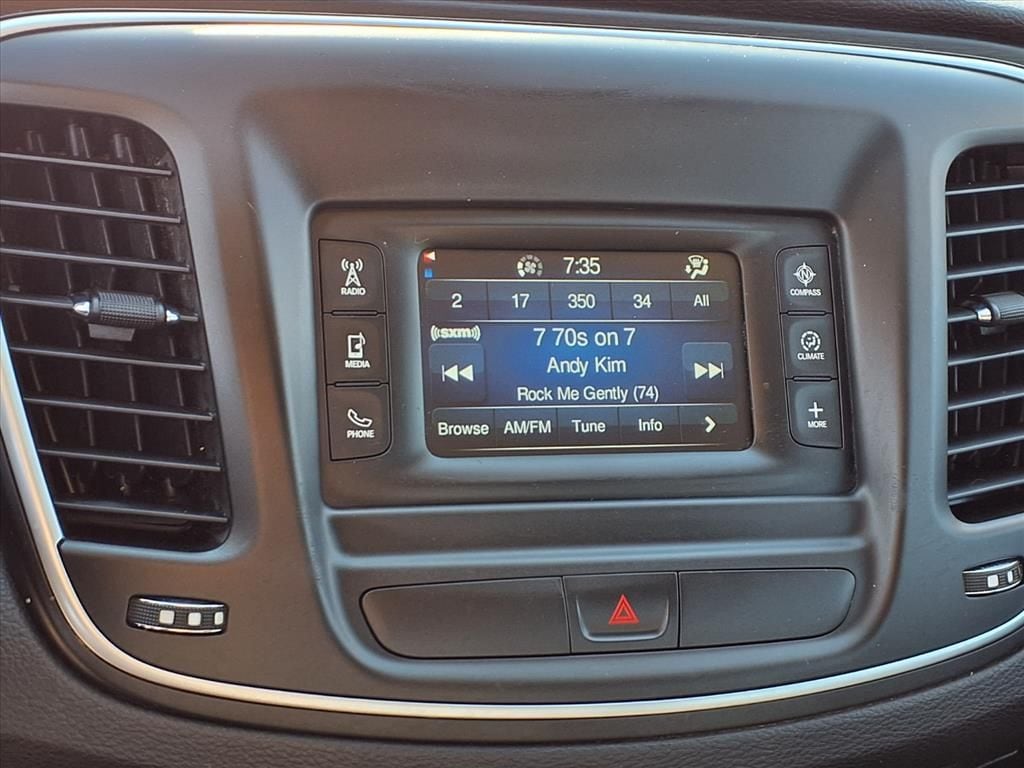 7:35
2 17 350 34 All
((sxm))
7 70s on 7
Andy Kim
Rock Me Gently (74)
Browse AM/FM Tune Info
RADIO
MEDIA
PHONE
N
COMPASS
CLIMATE
MORE